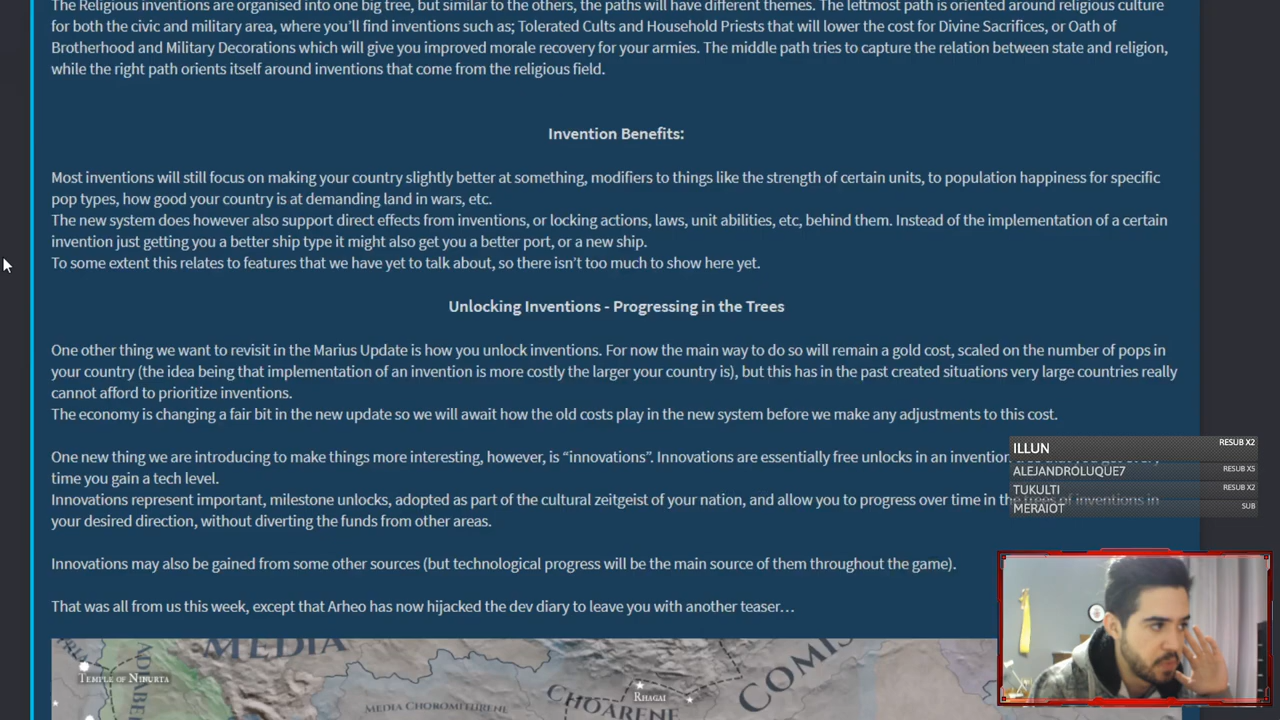 The Religious inventions are organised into one big tree, but similar to the others, the paths will have different themes. The leftmost path is oriented around religious culture
for both the civic and military area, where you'll find inventions such as; Tolerated Cults and Household Priests that will lower the cost for Divine Sacrifices, or Oath of
Brotherhood and Military Decorations which will give you improved morale recovery for your armies. The middle path tries to capture the relation between state and religion,
while the right path orients itself around inventions that come from the religious field.
Invention Benefits:
Most inventions will still focus on making your country slightly better at something, modifiers to things like the strength of certain units, to population happiness for specific
pop types, how good your country is at demanding land in wars, etc.
The new system does however also support direct effects from inventions, or locking actions, laws, unit abilities, etc, behind them. Instead of the implementation of a certain
invention just getting you a better ship type it might also get you a better port, or a new ship.
To some extent this relates to features that we have yet to talk about, so there isn't too much to show here yet.
Unlocking Inventions - Progressing in the Trees
One other thing we want to revisit in the Marius Update is how you unlock inventions. For now the main way to do so will remain a gold cost, scaled on the number of pops in
your country (the idea being that implementation of an invention is more costly the larger your country is), but this has in the past created situations very large countries really
cannot afford to prioritize inventions.
The economy is changing a fair bit in the new update so we will await how the old costs play in the new system before we make any adjustments to this cost.
One new thing we are introducing to make things more interesting, however, is “innovations”. Innovations are essentially free unlocks in an invention
time you gain a tech level.
Innovations represent important, milestone unlocks, adopted as part of the cultural zeitgeist of your nation, and allow you to progress over time in the trees of inventions in
your desired direction, without diverting the funds from other areas.
Innovations may also be gained from some other sources (but technological progress will be the main source of them throughout the game).
That was all from us this week, except that Arheo has now hijacked the dev diary to leave you with another teaser…
ILLUN RESUB X2
ALEJANDROLUQUE7 RESUB X5
TUKULTI RESUB X2
MERAIOT SUB
MEDIA
TEMPLE OF NINURTA
MEDIA CHOROMITURENE
CHOARENE
RHAGAI
COMIS